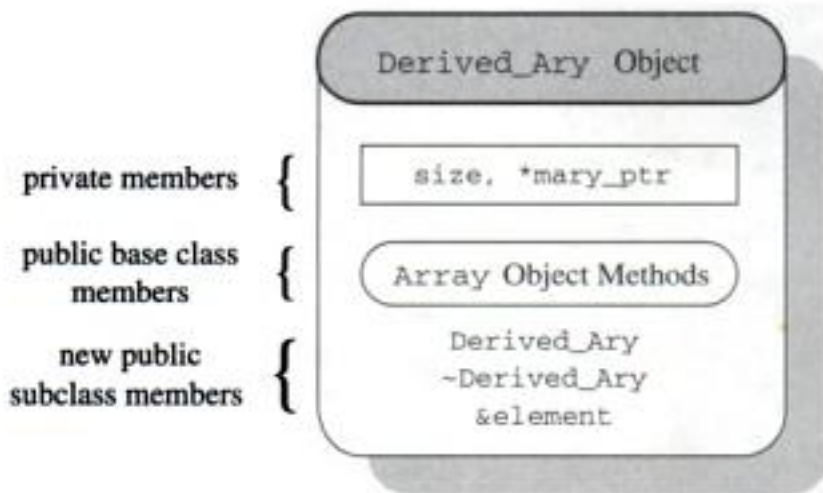 Derived_Ary Object
private members {
size, *mary_ptr
public base class
members {
Array Object Methods
new public
subclass members {
Derived_Ary
~Derived_Ary
&element